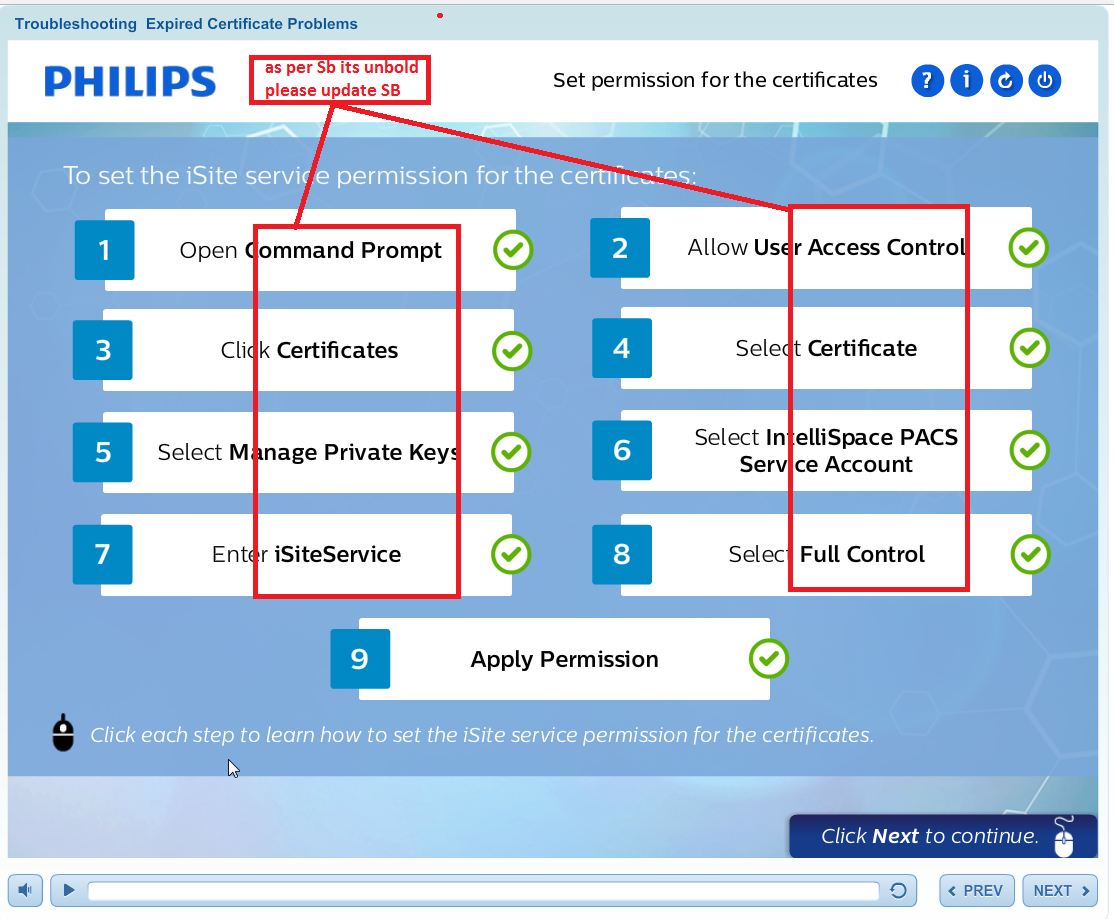 Troubleshooting  Expired Certificate Problems
PHILIPS
as per Sb its unbold
please update SB
Set permission for the certificates
? i
To set the iSite service permission for the certificates:
1
Open Command Prompt
2
Allow User Access Control
3
Click Certificates
4
Select Certificate
5
Select Manage Private Keys
6
Select IntelliSpace PACS
Service Account
7
Enter iSiteService
8
Select Full Control
9
Apply Permission
Click each step to learn how to set the iSite service permission for the certificates.
Click Next to continue.
PREV
NEXT